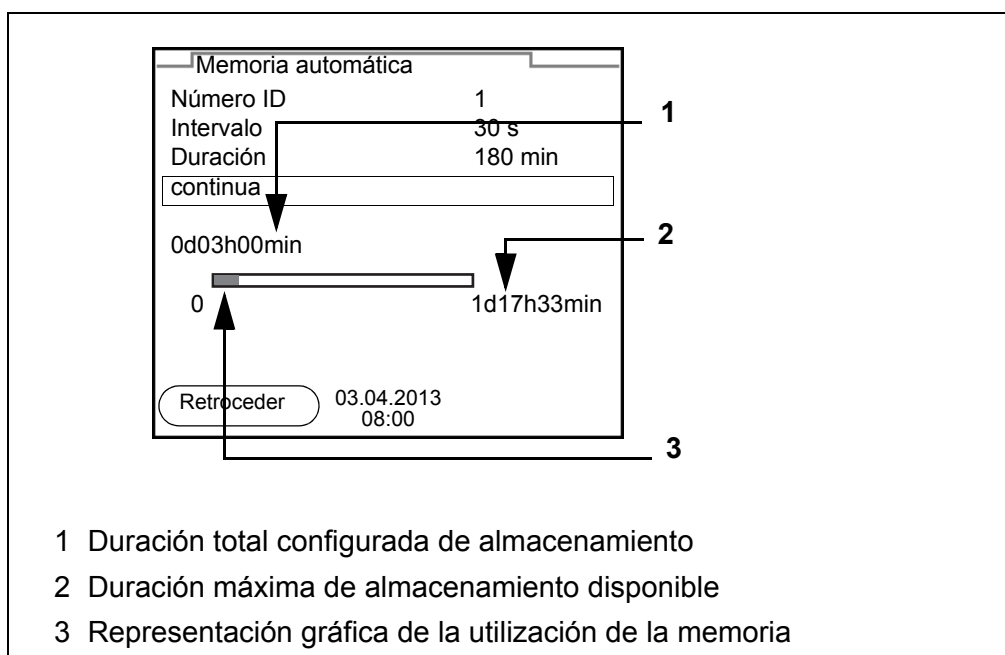 Memoria automática
Número ID 1
Intervalo 30 s
Duración 180 min
continua
0d03h00min
0 1d17h33min
Retroceder 03.04.2013
08:00
1
2
3
1 Duración total configurada de almacenamiento
2 Duración máxima de almacenamiento disponible
3 Representación gráfica de la utilización de la memoria